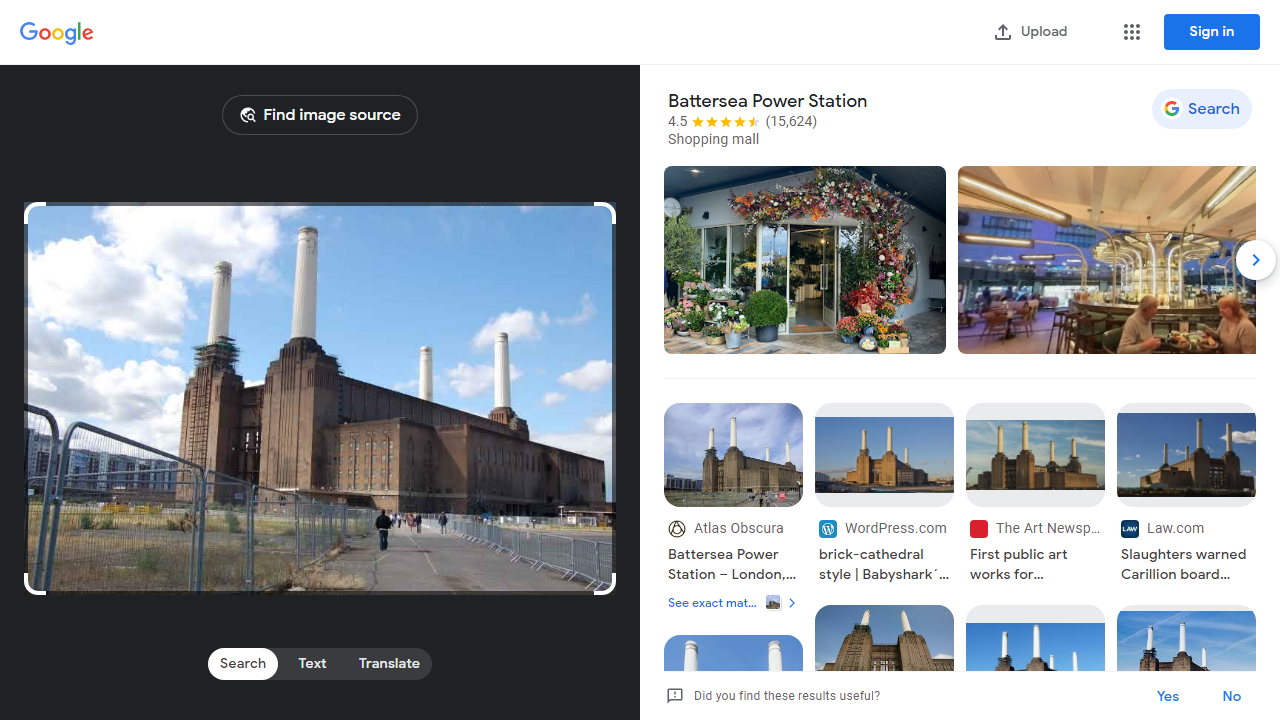 Google
Upload
Sign in
Find image source
Battersea Power Station
4.5 (15,624)
Shopping mall
Search
Atlas Obscura
Battersea Power
Station – London,...
See exact mat...
WordPress.com
brick-cathedral
style | Babyshark´...
The Art Newsp...
First public art
works for...
LAW
Law.com
Slaughters warned
Carillion board...
Search
Text
Translate
Did you find these results useful?
Yes
No